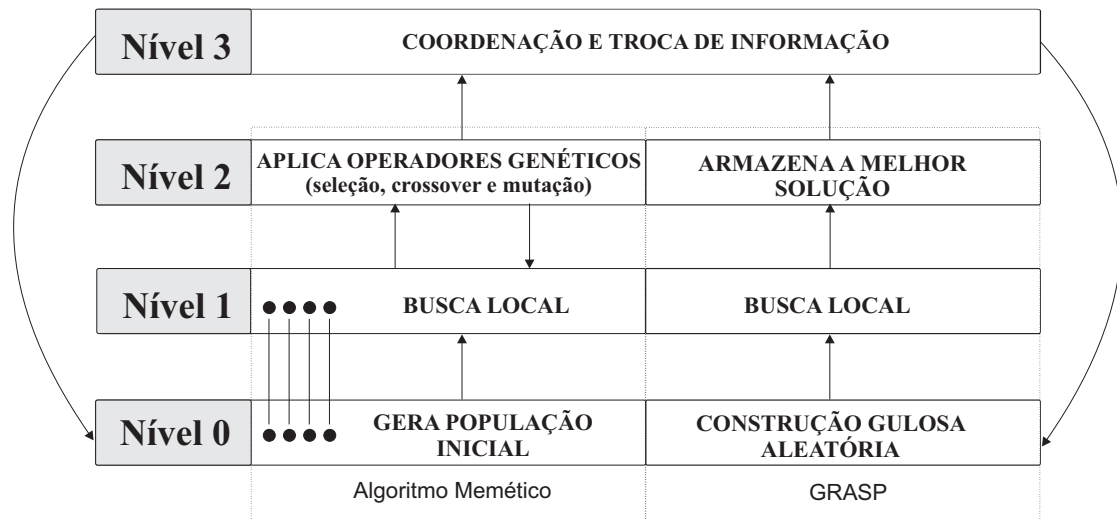 Nível 3
COORDENAÇÃO E TROCA DE INFORMAÇÃO
Nível 2
APLICA OPERADORES GENÉTICOS
(seleção, crossover e mutação)
ARMAZENA A MELHOR
SOLUÇÃO
Nível 1
BUSCA LOCAL
BUSCA LOCAL
Nível 0
GERA POPULAÇÃO
INICIAL
CONSTRUÇÃO GULOSA
ALEATÓRIA
Algoritmo Memético
GRASP